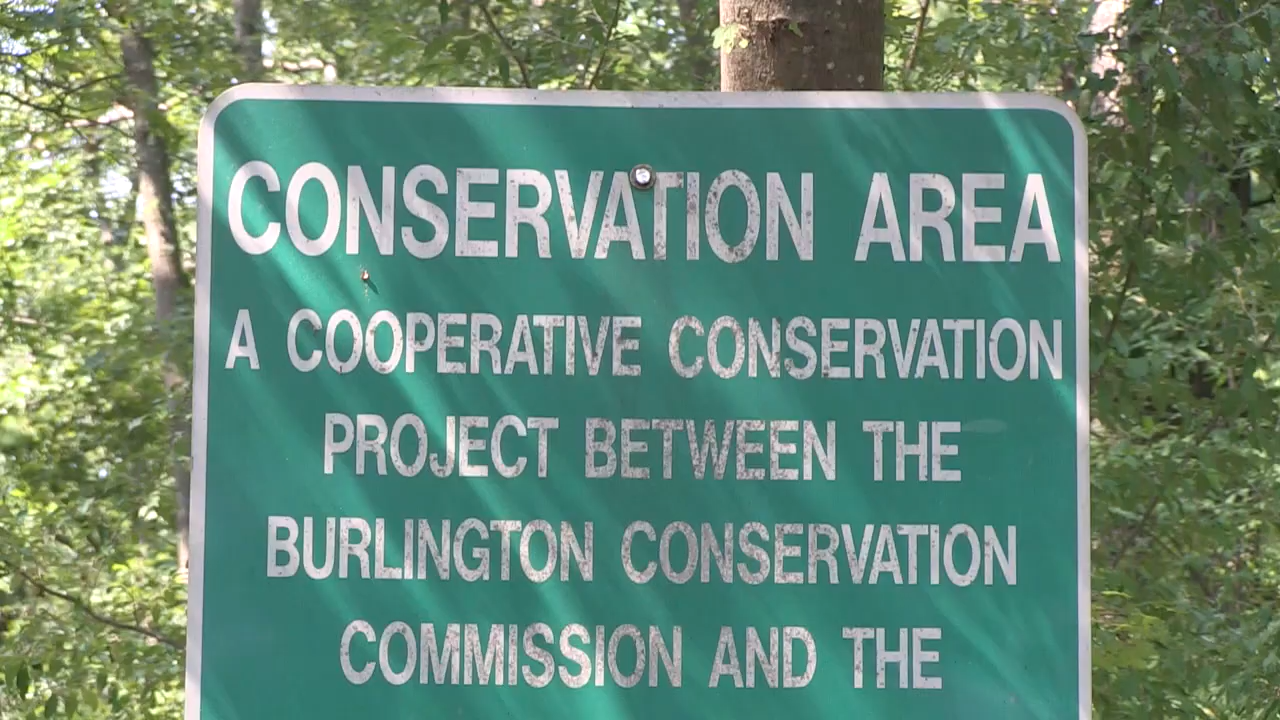 CONSERVATION AREA
A COOPERATIVE CONSERVATION
PROJECT BETWEEN THE
BURLINGTON CONSERVATION
COMMISSION AND THE